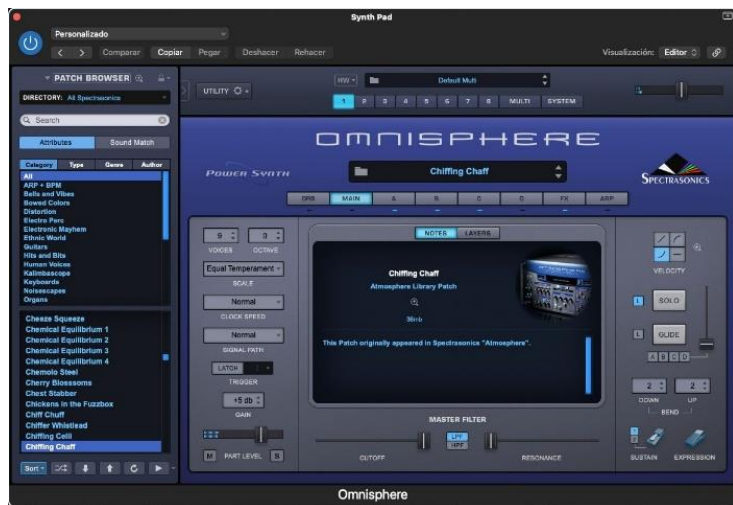 Synth Pad
Personalizado
Comparar Copiar Pegar Deshacer Rehacer
Visualización: Editor
PATCH BROWSER
DIRECTORY: All Spectrasonics
Search
Attributes Sound Match
Category Type Genre Author
All
ARP + BPM
Bells and Vibes
Bowed Colors
Distortion
Electro Perc
Electronic Mayhem
Ethnic World
Guitars
Hits and Bits
Human Voices
Kalimbascope
Keyboards
Noisescapes
Organs
Cheeze Squeeze
Chemical Equilibrium 1
Chemical Equilibrium 2
Chemical Equilibrium 3
Chemical Equilibrium 4
Chemolo Steel
Cherry Blosssoms
Chest Stabber
Chickens in the Fuzzbox
Chiff Chuff
Chiffer Whistlead
Chiffing Celli
Chiffing Chaff
Sort
UTILITY
HW
Default Multi
1 2 3 4 5 6 7 8 MULTI SYSTEM
OMNISPHERE
POWER SYNTH
Chiffing Chaff
SPECTRASONICS
ORB MAIN A B C D FX ARP
9 3
VOICES OCTAVE
Equal Temperament
SCALE
Normal
CLOCK SPEED
Normal
SIGNAL PATH
LATCH
TRIGGER
+5 db
GAIN
M PART LEVEL S
NOTES LAYERS
Chiffing Chaff
Atmosphere Library Patch
This Patch originally appeared in Spectrasonics "Atmosphere".
MASTER FILTER
LPF
HPF
CUTOFF RESONANCE
VELOCITY
L SOLO
L GLIDE
A B C D
2 2
DOWN UP
BEND
SUSTAIN EXPRESSION
Omnisphere